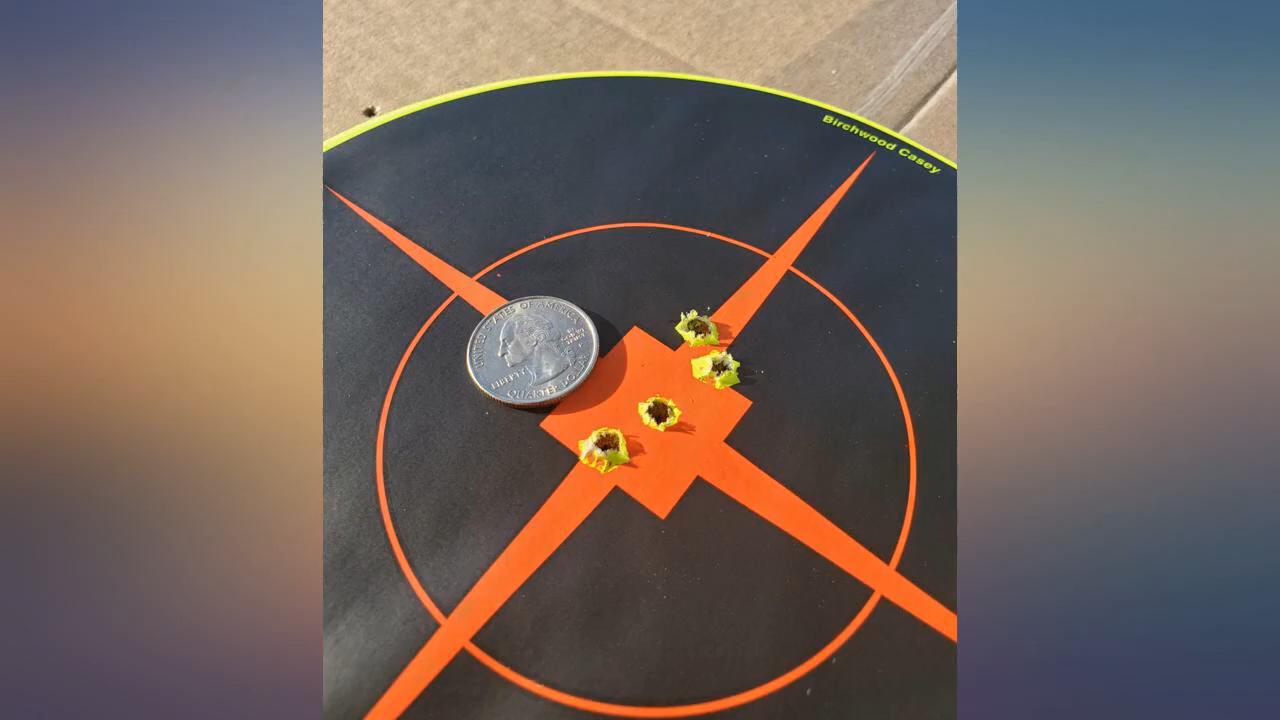 Birchwood Casey
UNITED STATES OF AMERICA
LIBERTY
QUARTER DOLLAR